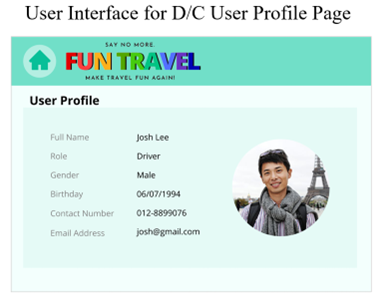 User Interface for D/C User Profile Page
SAY NO MORE.
FUN TRAVEL
MAKE TRAVEL FUN AGAIN!
User Profile
Full Name Josh Lee
Role Driver
Gender Male
Birthday 06/07/1994
Contact Number 012-8899076
Email Address josh@gmail.com